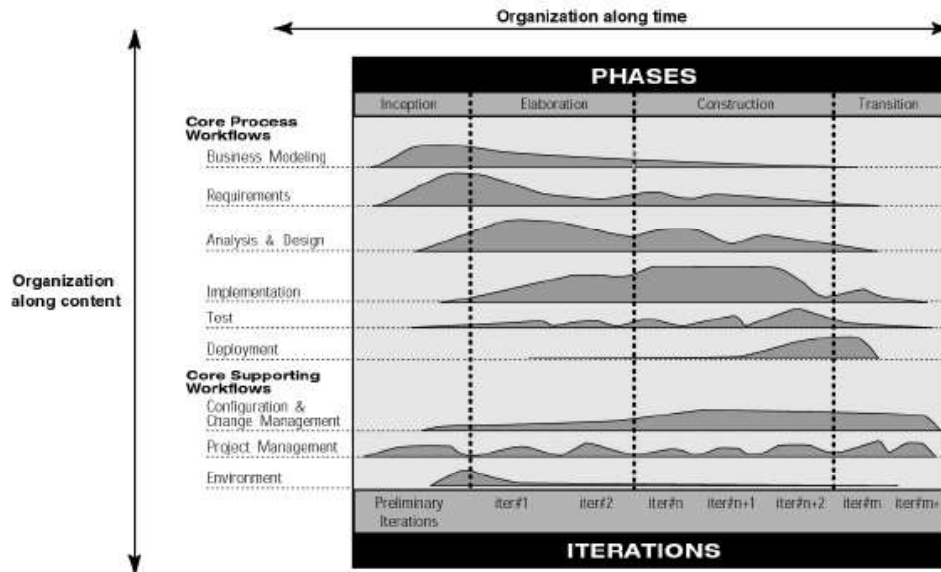 Organization along time
PHASES
Inception Elaboration Construction Transition
Core Process
Workflows
Business Modeling
Requirements
Analysis & Design
Organization
along content
Implementation
Test
Deployment
Core Supporting
Workflows
Configuration &
Change Management
Project Management
Environment
Preliminary
Iterations
iter#1 iter#2 iter#n iter#n+1 iter#n+2 iter#m iter#m+
ITERATIONS